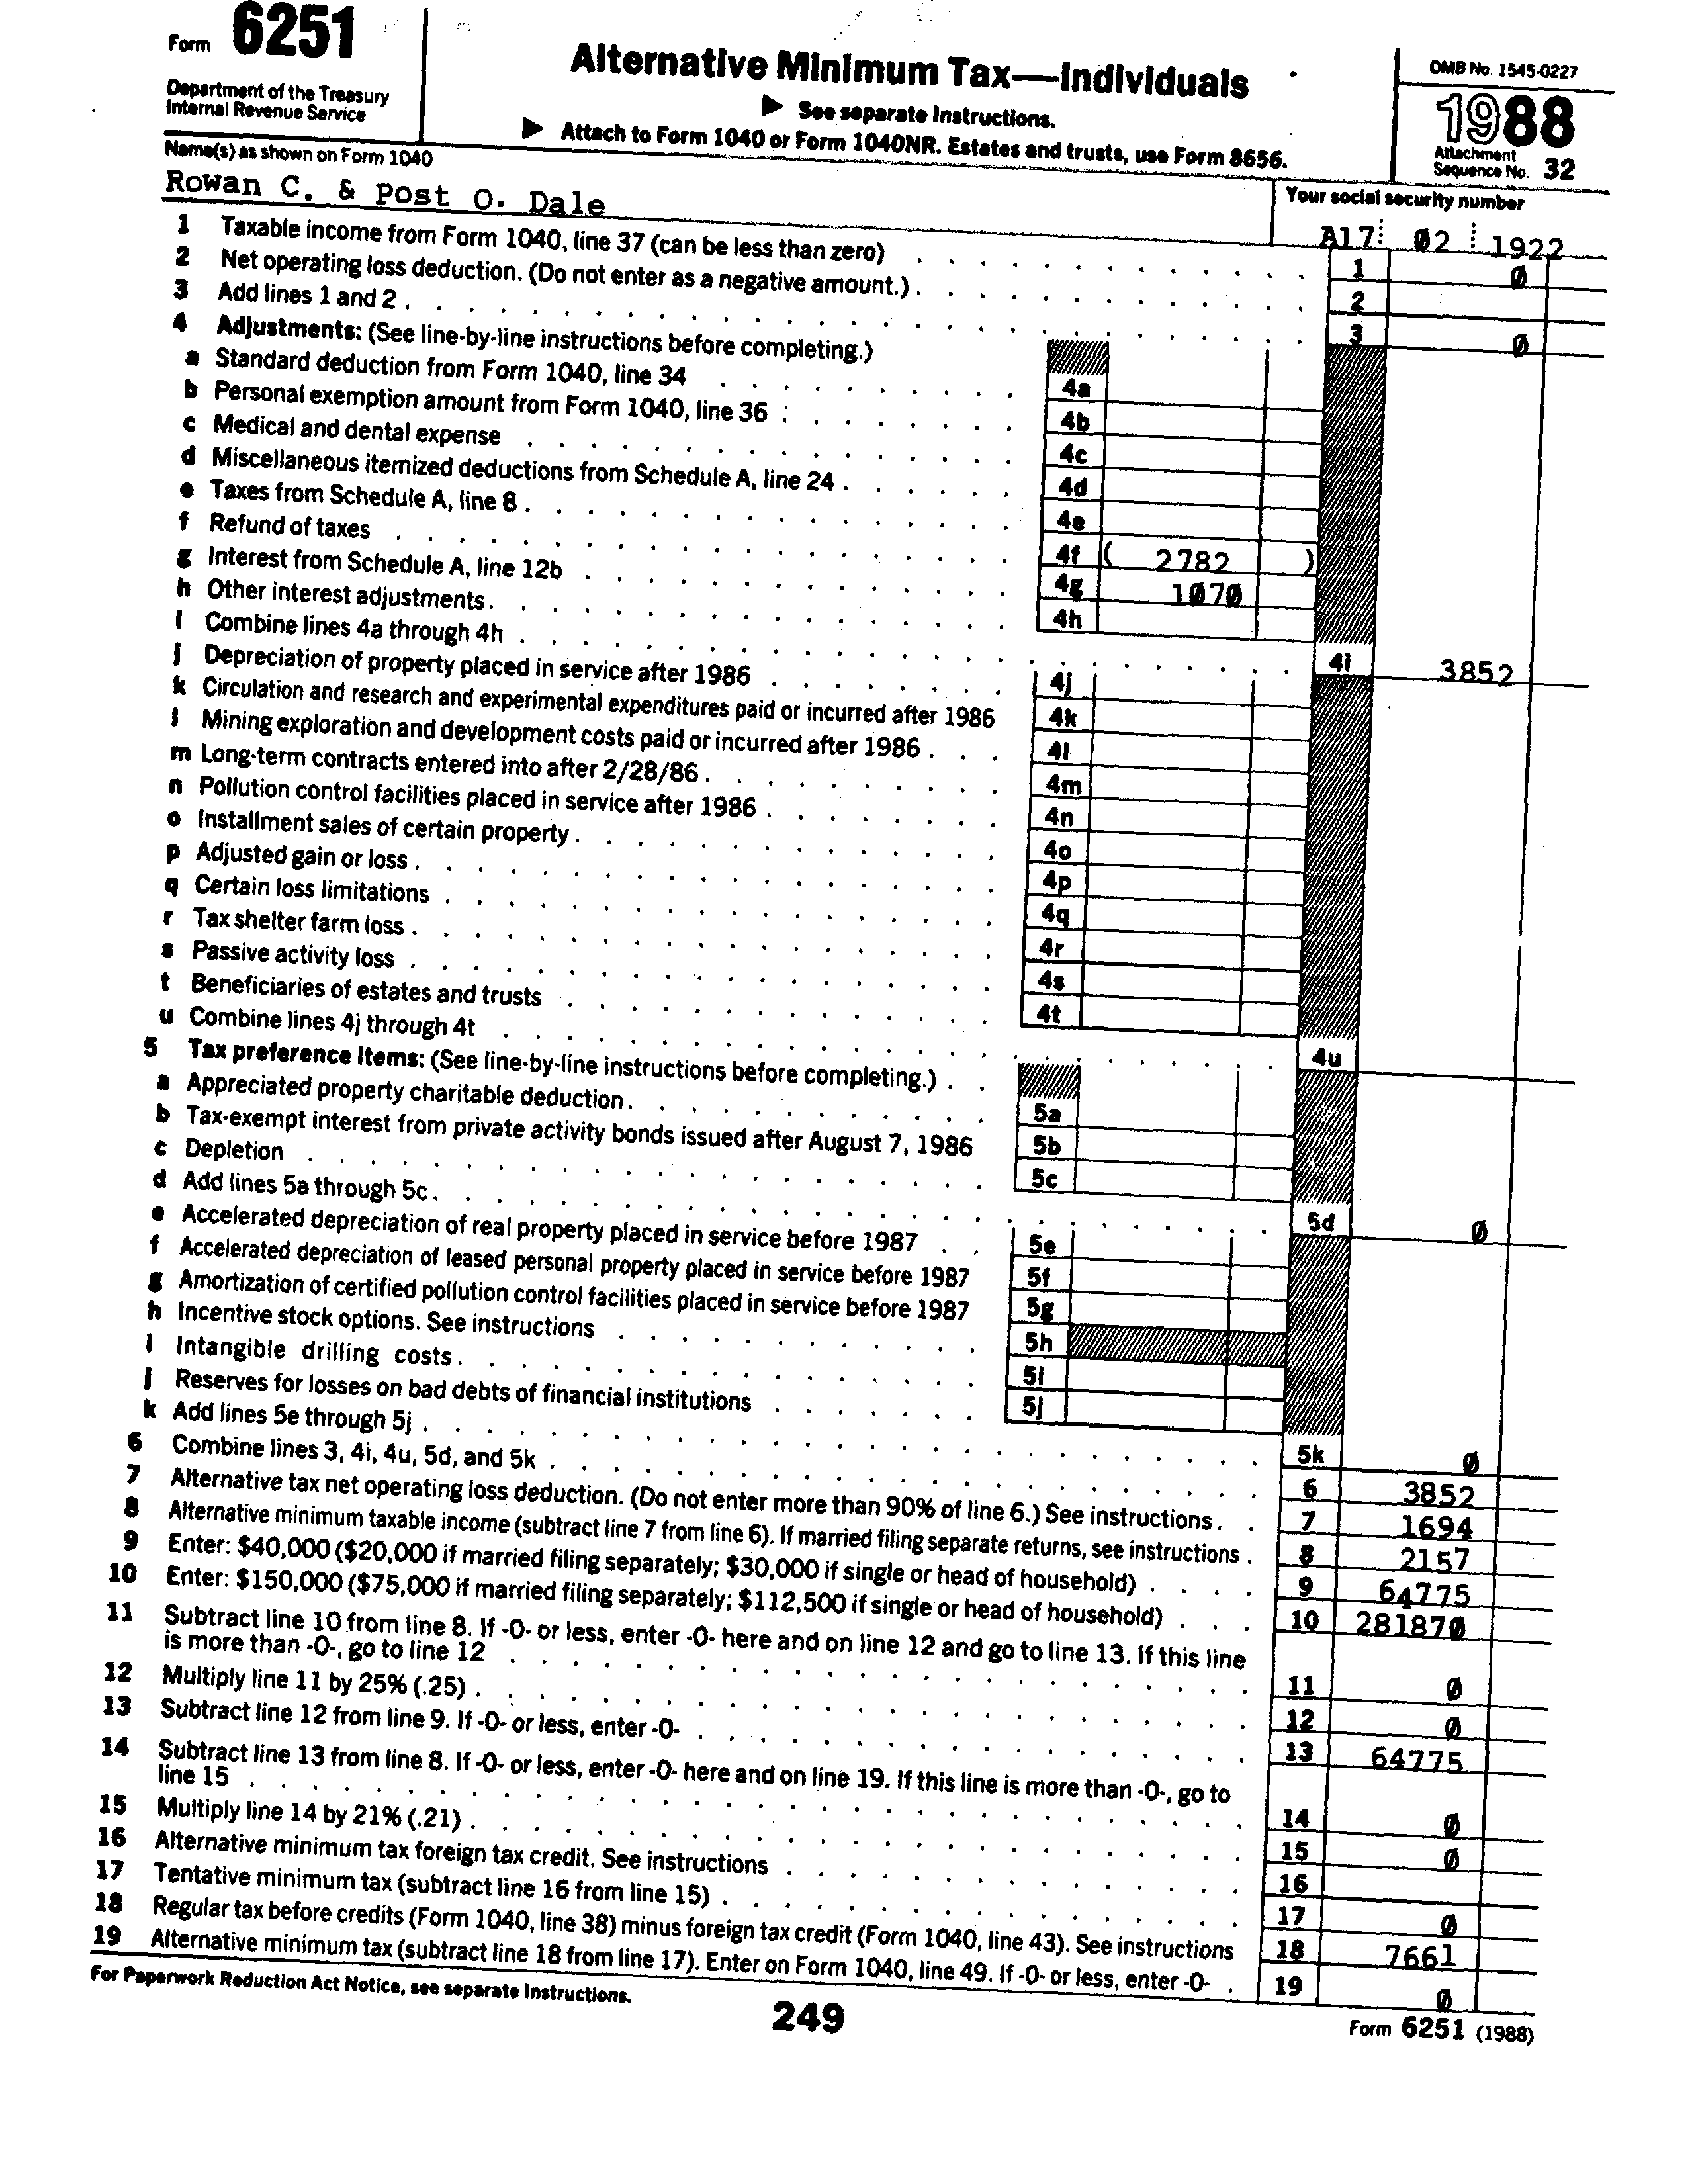 Form 6251
Department of the Treasury
Internal Revenue Service
Alternative Minimum Tax—Individuals
▶ See separate Instructions.
▶ Attach to Form 1040 or Form 1040NR. Estates and trusts, use Form 8656.
OMB No. 1545-0227
1988
Attachment
Sequence No. 32
Name(s) as shown on Form 1040
Rowan C. & Post O. Dale
Your social security number
A17 02 1922
1 Taxable income from Form 1040, line 37 (can be less than zero) 1 0
2 Net operating loss deduction. (Do not enter as a negative amount.) 2
3 Add lines 1 and 2 3 0
4 Adjustments: (See line-by-line instructions before completing.)
a Standard deduction from Form 1040, line 34 4a
b Personal exemption amount from Form 1040, line 36 4b
c Medical and dental expense 4c
d Miscellaneous itemized deductions from Schedule A, line 24 4d
e Taxes from Schedule A, line 8 4e
f Refund of taxes 4f ( 2782 )
g Interest from Schedule A, line 12b 4g 1070
h Other interest adjustments 4h
i Combine lines 4a through 4h 4i 3852
j Depreciation of property placed in service after 1986 4j
k Circulation and research and experimental expenditures paid or incurred after 1986 4k
l Mining exploration and development costs paid or incurred after 1986 4l
m Long-term contracts entered into after 2/28/86 4m
n Pollution control facilities placed in service after 1986 4n
o Installment sales of certain property 4o
p Adjusted gain or loss 4p
q Certain loss limitations 4q
r Tax shelter farm loss 4r
s Passive activity loss 4s
t Beneficiaries of estates and trusts 4t
u Combine lines 4j through 4t 4u
5 Tax preference items: (See line-by-line instructions before completing.)
a Appreciated property charitable deduction 5a
b Tax-exempt interest from private activity bonds issued after August 7, 1986 5b
c Depletion 5c
d Add lines 5a through 5c 5d 0
e Accelerated depreciation of real property placed in service before 1987 5e
f Accelerated depreciation of leased personal property placed in service before 1987 5f
g Amortization of certified pollution control facilities placed in service before 1987 5g
h Incentive stock options. See instructions 5h
i Intangible drilling costs 5i
j Reserves for losses on bad debts of financial institutions 5j
k Add lines 5e through 5j 5k 0
6 Combine lines 3, 4i, 4u, 5d, and 5k 6 3852
7 Alternative tax net operating loss deduction. (Do not enter more than 90% of line 6.) See instructions 7 1694
8 Alternative minimum taxable income (subtract line 7 from line 6). If married filing separate returns, see instructions 8 2157
9 Enter: $40,000 ($20,000 if married filing separately; $30,000 if single or head of household) 9 64775
10 Enter: $150,000 ($75,000 if married filing separately; $112,500 if single or head of household) 10 281870
11 Subtract line 10 from line 8. If -0- or less, enter -0- here and on line 12 and go to line 13. If this line
is more than -0-, go to line 12 11 0
12 Multiply line 11 by 25% (.25) 12 0
13 Subtract line 12 from line 9. If -0- or less, enter -0- 13 64775
14 Subtract line 13 from line 8. If -0- or less, enter -0- here and on line 19. If this line is more than -0-, go to
line 15 14 0
15 Multiply line 14 by 21% (.21) 15 0
16 Alternative minimum tax foreign tax credit. See instructions 16
17 Tentative minimum tax (subtract line 16 from line 15) 17 0
18 Regular tax before credits (Form 1040, line 38) minus foreign tax credit (Form 1040, line 43). See instructions 18 7661
19 Alternative minimum tax (subtract line 18 from line 17). Enter on Form 1040, line 49. If -0- or less, enter -0- 19 0
For Paperwork Reduction Act Notice, see separate Instructions.
249
Form 6251 (1988)